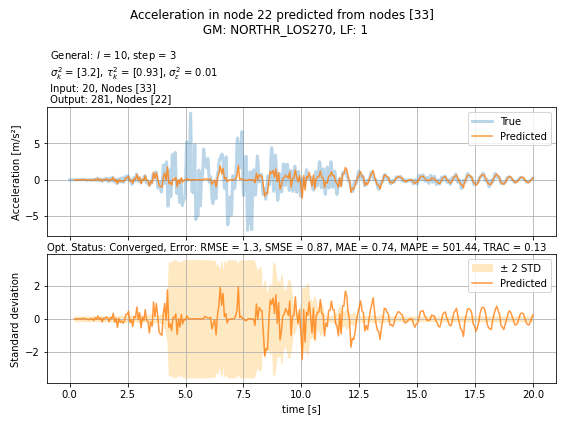 Acceleration in node 22 predicted from nodes [33]
GM: NORTHR_LOS270, LF: 1
General: l = 10, step = 3
σ²ₖ = [3.2], τ²ₖ = [0.93], σ²ε = 0.01
Input: 20, Nodes [33]
Output: 281, Nodes [22]
Acceleration [m/s²]
5
0
−5
True
Predicted
Opt. Status: Converged, Error: RMSE = 1.3, SMSE = 0.87, MAE = 0.74, MAPE = 501.44, TRAC = 0.13
Standard deviation
2
0
−2
± 2 STD
Predicted
0.0 2.5 5.0 7.5 10.0 12.5 15.0 17.5 20.0
time [s]